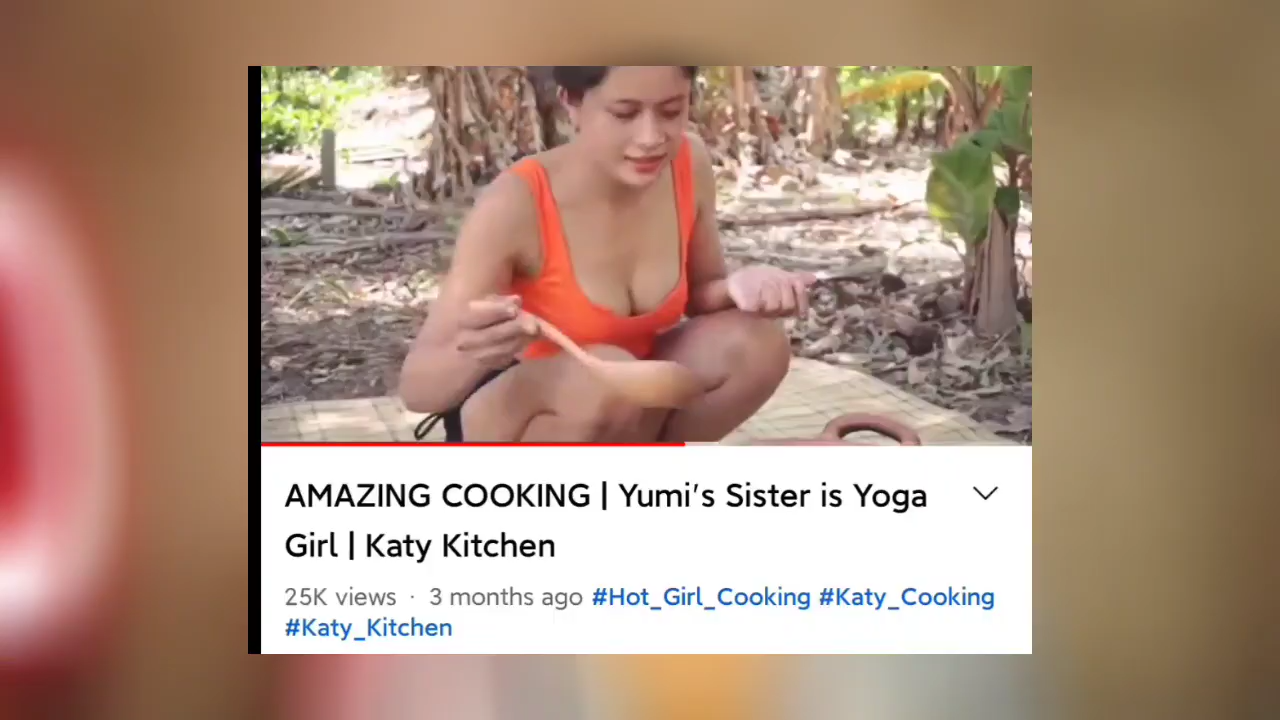 AMAZING COOKING | Yumi's Sister is Yoga
Girl | Katy Kitchen
25K views · 3 months ago #Hot_Girl_Cooking #Katy_Cooking
#Katy_Kitchen